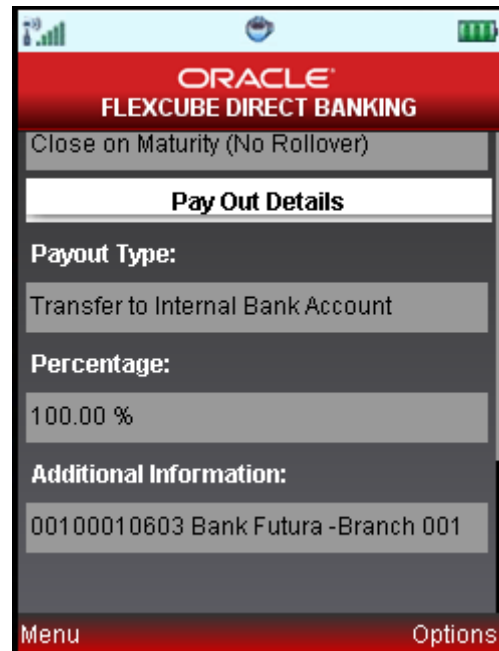 ORACLE
FLEXCUBE DIRECT BANKING
Close on Maturity (No Rollover)
Pay Out Details
Payout Type:
Transfer to Internal Bank Account
Percentage:
100.00 %
Additional Information:
00100010603 Bank Futura -Branch 001
Menu
Options